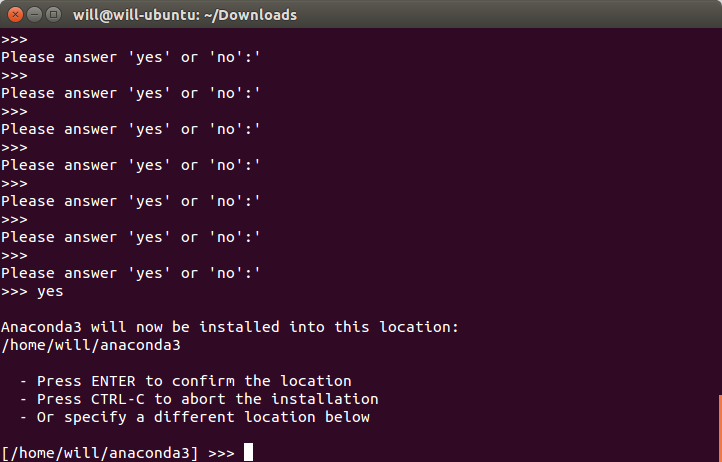 will@will-ubuntu: ~/Downloads
>>>
Please answer 'yes' or 'no':'
>>>
Please answer 'yes' or 'no':'
>>>
Please answer 'yes' or 'no':'
>>>
Please answer 'yes' or 'no':'
>>>
Please answer 'yes' or 'no':'
>>>
Please answer 'yes' or 'no':'
>>>
Please answer 'yes' or 'no':'
>>> yes
Anaconda3 will now be installed into this location:
/home/will/anaconda3
- Press ENTER to confirm the location
- Press CTRL-C to abort the installation
- Or specify a different location below
[/home/will/anaconda3] >>>